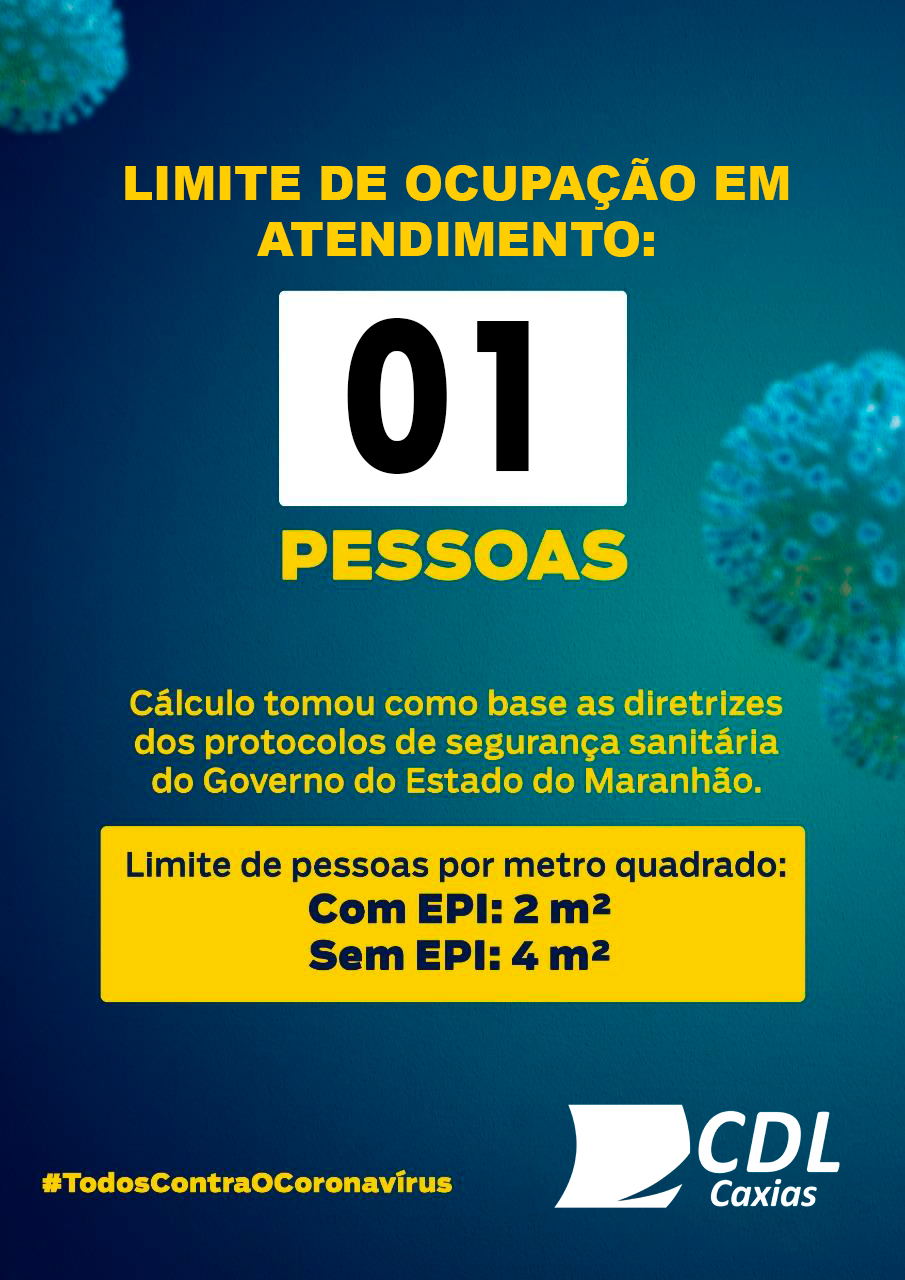 LIMITE DE OCUPAÇÃO EM
ATENDIMENTO:
01
PESSOAS
Cálculo tomou como base as diretrizes
dos protocolos de segurança sanitária
do Governo do Estado do Maranhão.
Limite de pessoas por metro quadrado:
Com EPI: 2 m²
Sem EPI: 4 m²
#TodosContraOCoronavírus
CDL
Caxias